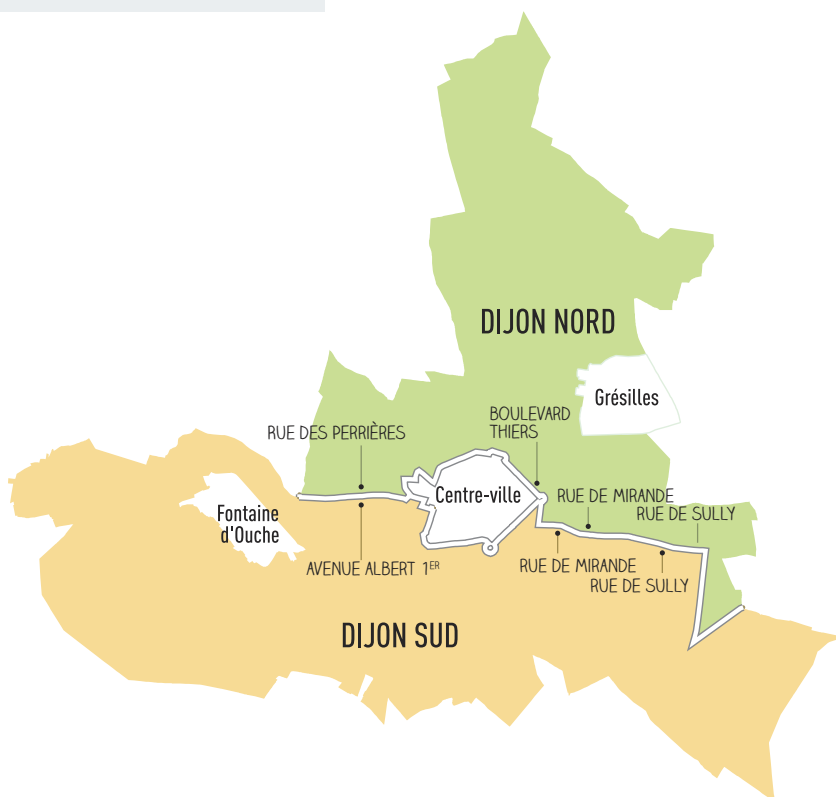 DIJON NORD
Grésilles
BOULEVARD
THIERS
RUE DES PERRIÈRES
Centre-ville
RUE DE MIRANDE
RUE DE SULLY
Fontaine
d'Ouche
AVENUE ALBERT 1ER
RUE DE MIRANDE
RUE DE SULLY
DIJON SUD